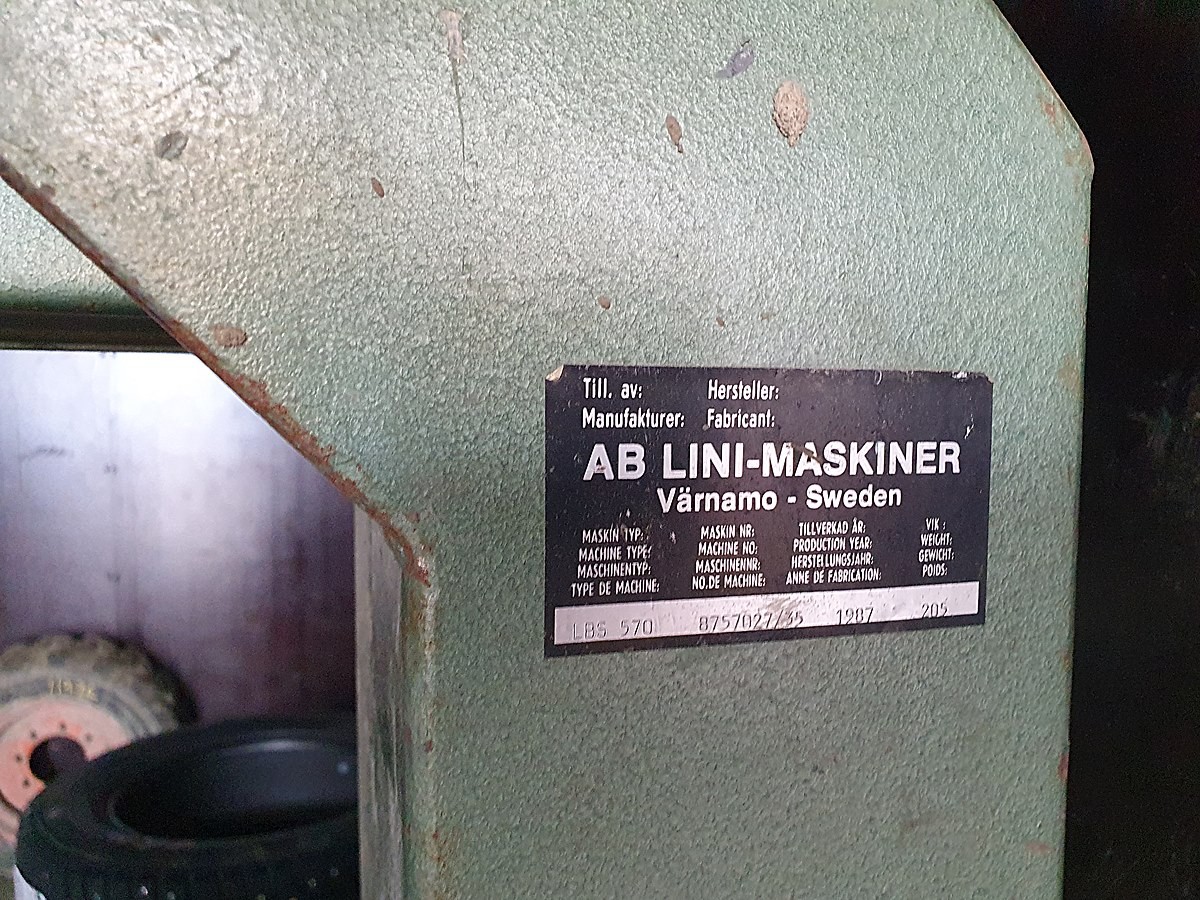 Till. av: Hersteller:
Manufakturer: Fabricant:
AB LINI-MASKINER
Värnamo - Sweden
MASKIN TYP: MASKIN NR: TILLVERKAD ÅR: VIK :
MACHINE TYPE: MACHINE NO: PRODUCTION YEAR: WEIGHT:
MASCHINENTYP: MASCHINENNR: HERSTELLUNGSJAHR: GEWICHT:
TYPE DE MACHINE: NO.DE MACHINE: ANNE DE FABRICATION: POIDS:
LBS 570 8757027/35 1987 205